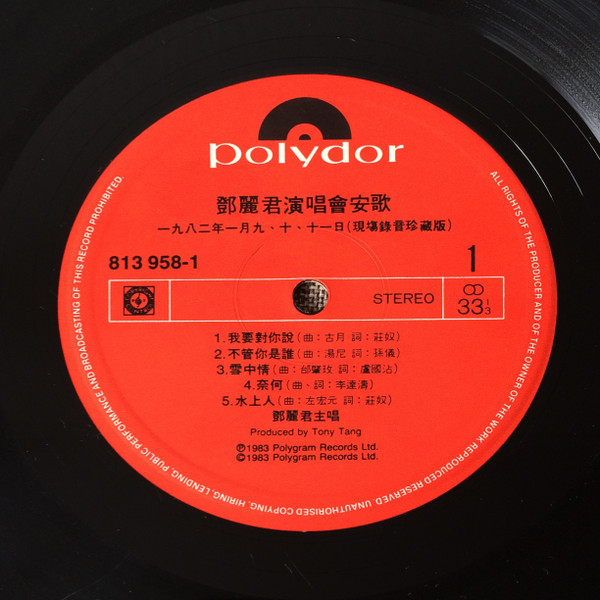 polydor
鄧麗君演唱會安歌
一九八二年一月九、十、十一日(現場錄音珍藏版)
813 958-1
1
STEREO
33 1/3
1.我要對你說(曲：古月 詞：莊奴)
2.不管你是誰(曲：湯尼 詞：孫儀)
3.雪中情(曲：邰肇玫 詞：盧國沾)
4.奈何(曲、詞：李達濤)
5.水上人(曲：左宏元 詞：莊奴)
鄧麗君主唱
Produced by Tony Tang
Ⓟ1983 Polygram Records Ltd.
©1983 Polygram Records Ltd.
ALL RIGHTS OF THE PRODUCER AND OF THE OWNER OF THE WORK REPRODUCED RESERVED. UNAUTHORISED COPYING, HIRING, LENDING, PUBLIC PERFORMANCE AND BROADCASTING OF THIS RECORD PROHIBITED.